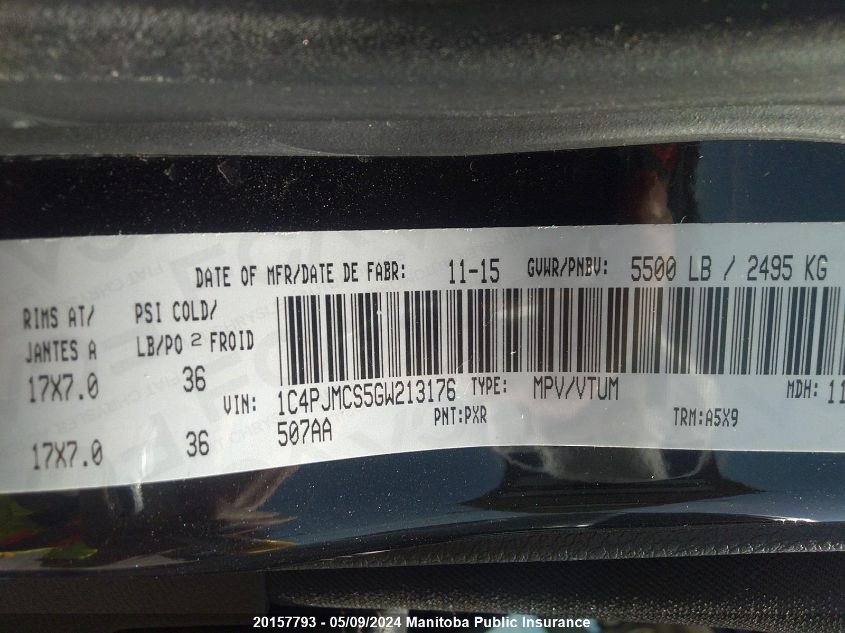 DATE OF MFR/DATE DE FABR: 11-15 GVWR/PNBV: 5500 LB / 2495 KG
RIMS AT/ PSI COLD/
JANTES A LB/PO 2 FROID
17X7.0 36
VIN: 1C4PJMCS5GW213176 TYPE: MPV/VTUM MDH: 11
PNT:PXR TRM:A5X9
17X7.0 36 507AA
20157793 - 05/09/2024 Manitoba Public Insurance